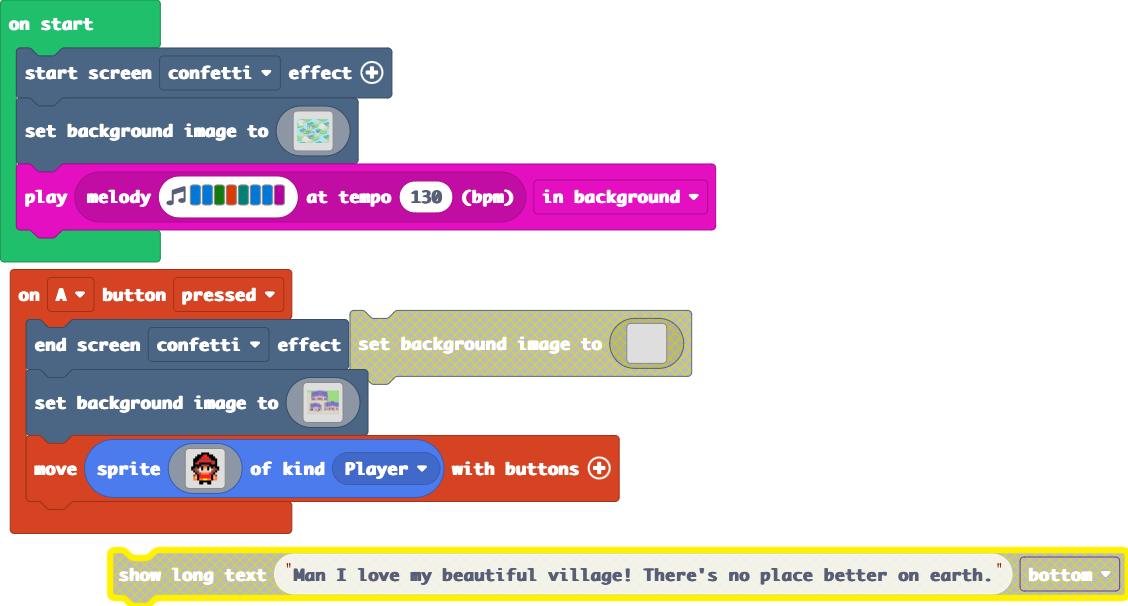 on start
start screen confetti effect
set background image to
play melody at tempo 130 (bpm) in background
on A button pressed
end screen confetti effect
set background image to
set background image to
move sprite of kind Player with buttons
show long text "Man I love my beautiful village! There's no place better on earth." bottom